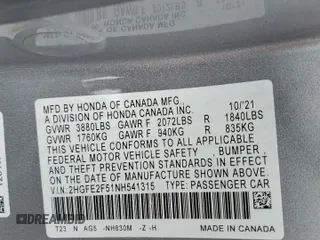 MFD.BY HONDA OF CANADA MFG.,
A DIVISION OF HONDA CANADA INC. 10/'21
GVWR 3880LBS GAWR F 2072LBS R 1840LBS
GVWR 1760KG GAWR F 940KG R 835KG
THIS VEHICLE CONFORMS TO ALL APPLICABLE
FEDERAL MOTOR VEHICLE SAFETY , BUMPER,
AND THEFT PREVENTION STANDARDS IN EFFECT
ON THE DATE OF MANUFACTURE SHOWN ABOVE.
VIN:2HGFE2F51NH541315 TYPE:PASSENGER CAR
T23 N AG5 -NH830M -Z -H-
MADE IN CANADA
DREAMBID